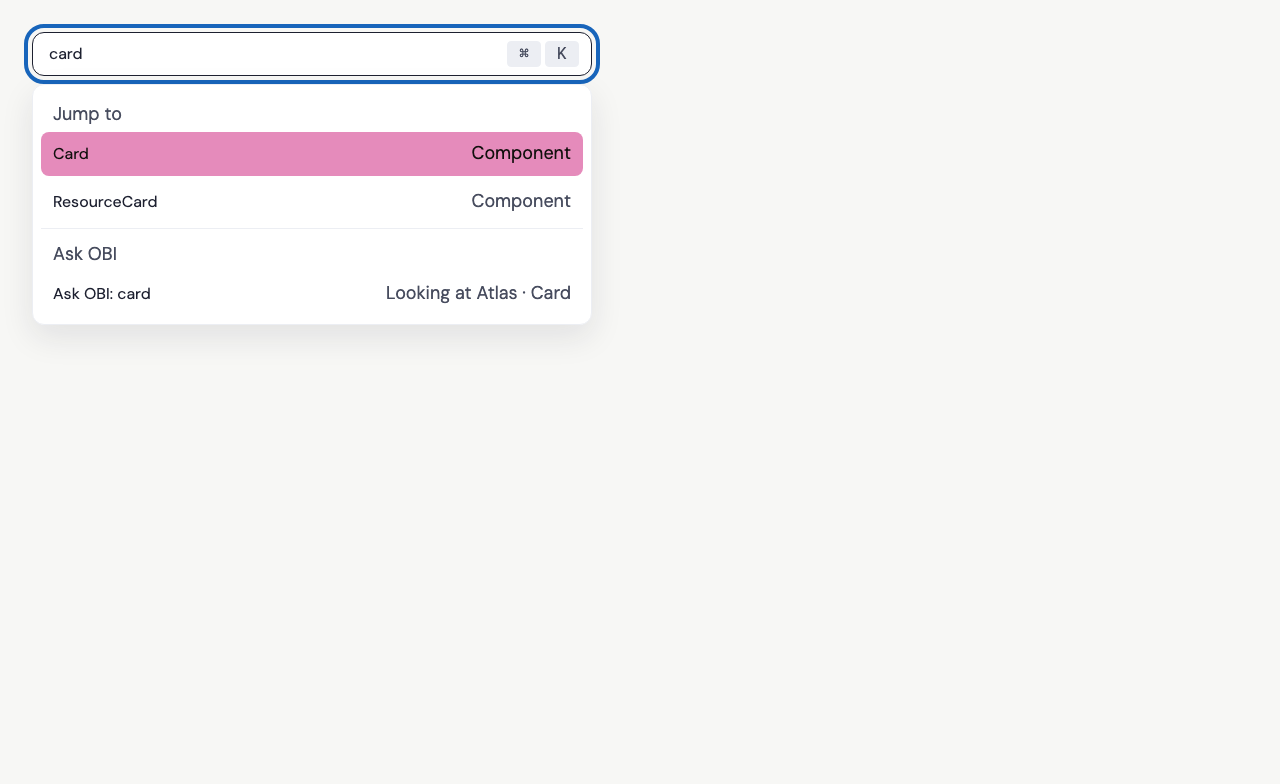 card ⌘ K
Jump to
Card Component
ResourceCard Component
Ask OBI
Ask OBI: card Looking at Atlas · Card